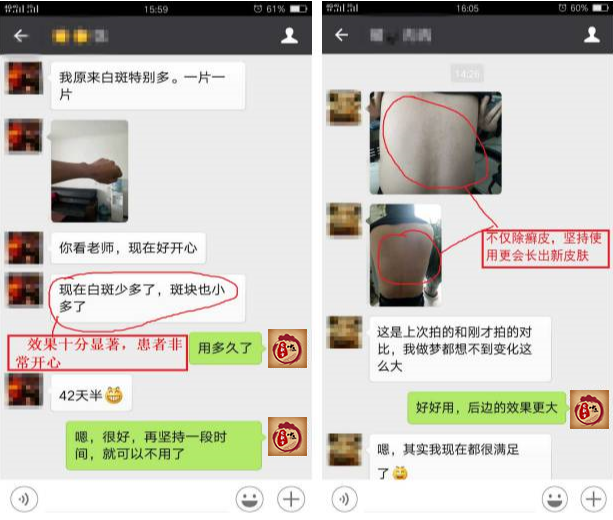 15:59
61%
我原来白斑特别多。一片一
片
你看老师，现在好开心
现在白斑少多了，斑块也小
多了
效果十分显著，患者非
常开心
用多久了
42天半
嗯，很好，再坚持一段时
间，就可以不用了
16:05
60%
14:26
不仅除癣皮，坚持使
用更会长出新皮肤
这是上次拍的和刚才拍的对
比，我做梦都想不到变化这
么大
好好用，后边的效果更大
嗯，其实我现在都很满足
了